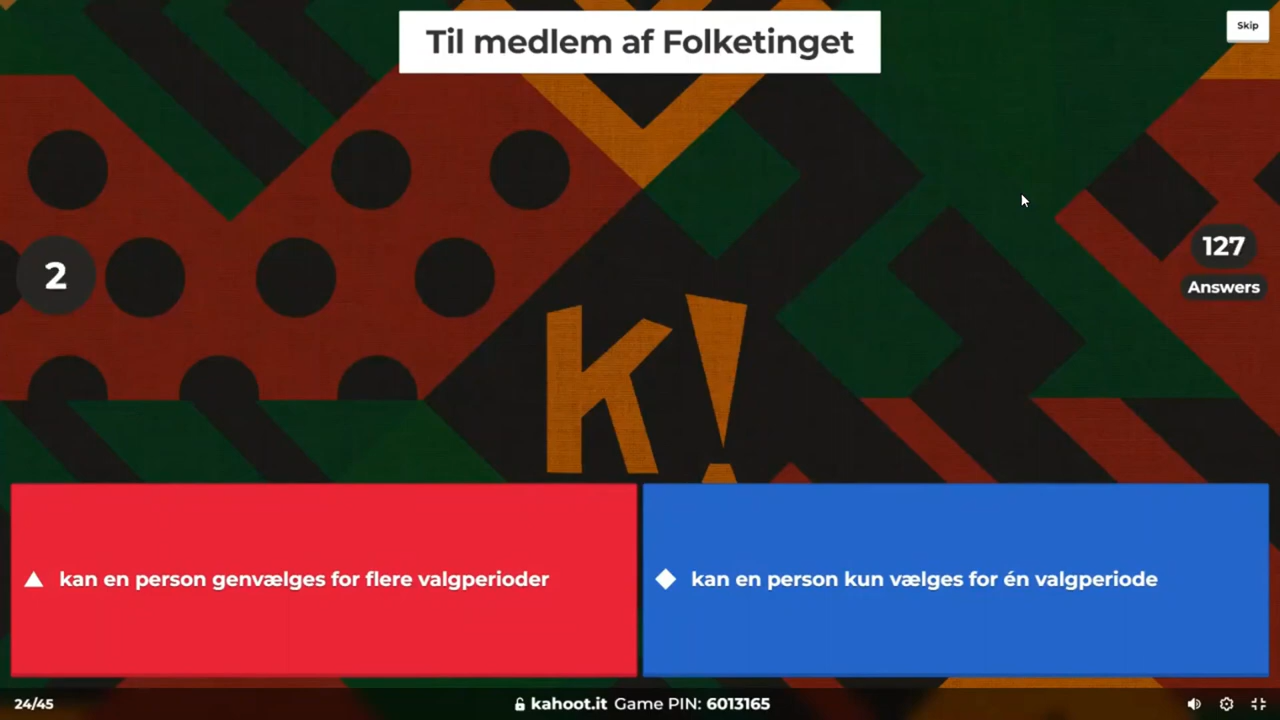 Til medlem af Folketinget
Skip
2
127
Answers
K!
kan en person genvælges for flere valgperioder
kan en person kun vælges for én valgperiode
24/45
kahoot.it Game PIN: 6013165